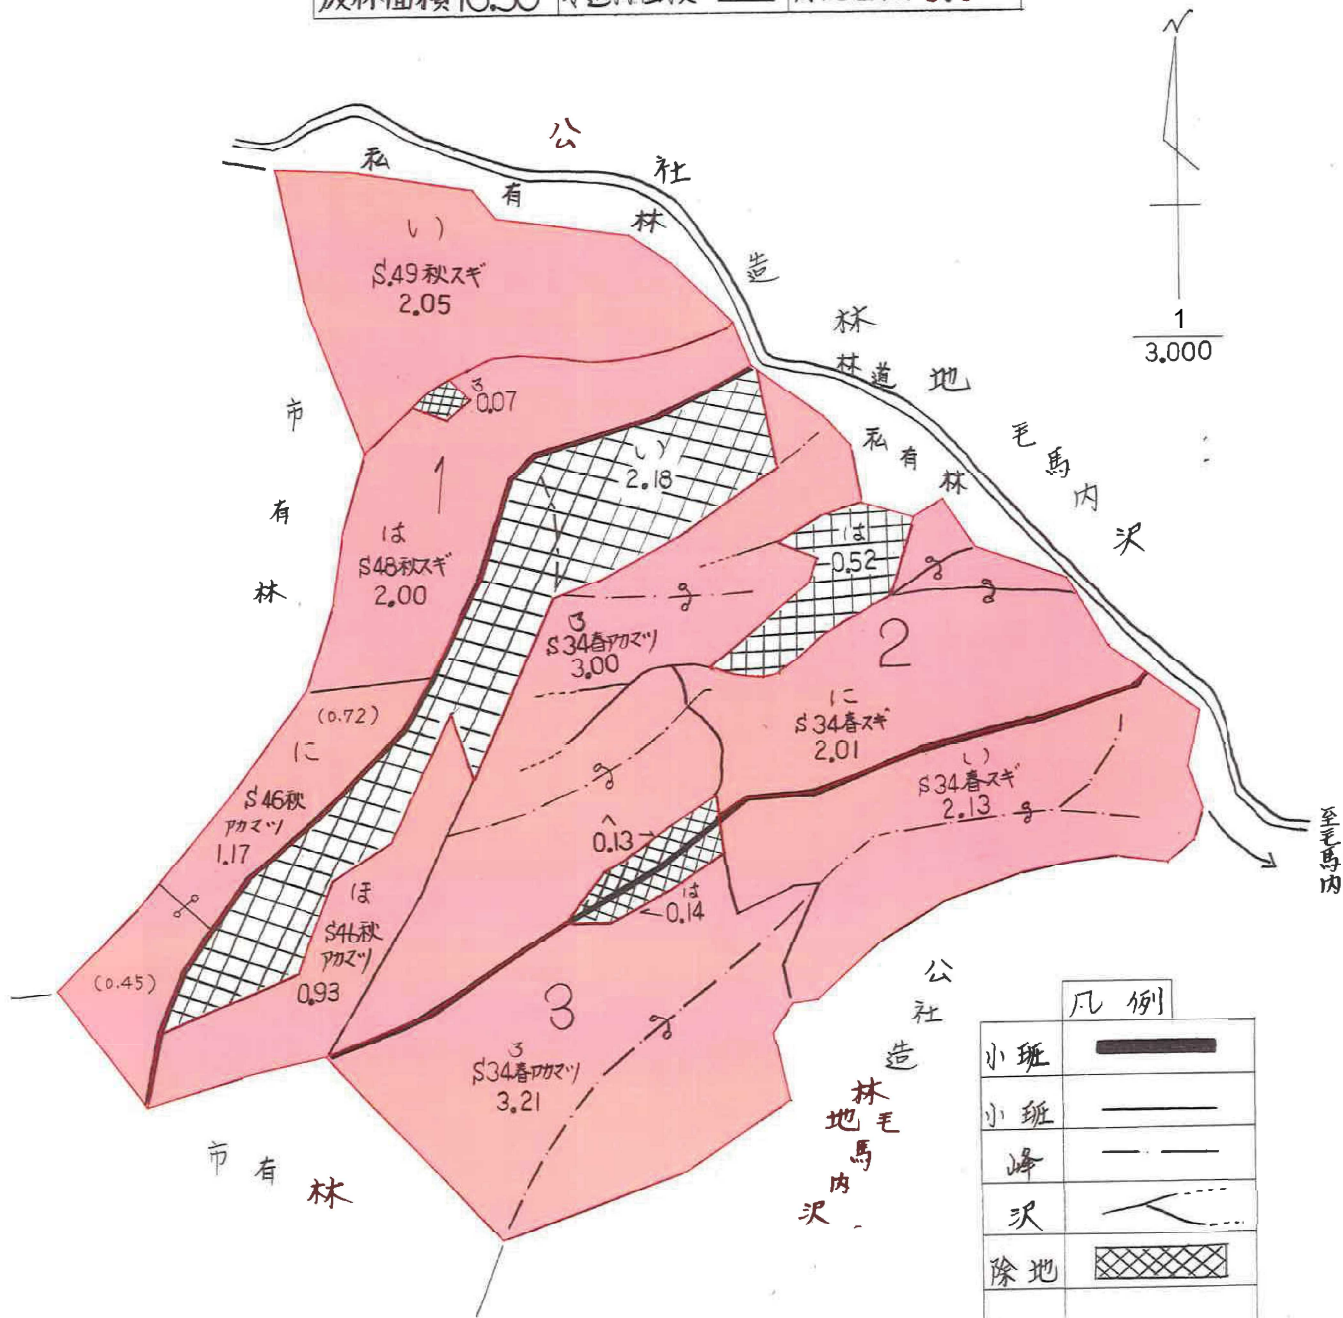 成林面積 16.50
N
1
3.000
公社造林地
毛馬内沢
私有林
林道
い
S.49秋スギ
2.05
ろ
0.07
い
2.18
市有林
1
は
S48秋スギ
2.00
私有林
は
0.52
ろ
S34春アカマツ
3.00
2
に
S34春スギ
2.01
(0.72)
に
S46秋
アカマツ
1.17
い
S34春スギ
2.13
へ
0.13
は
0.14
ほ
S46秋
アカマツ
0.93
(0.45)
至毛馬内
3
ろ
S34春アカマツ
3.21
公社造林地
毛馬内沢
市有林
凡例
小班
小班
峰
沢
除地